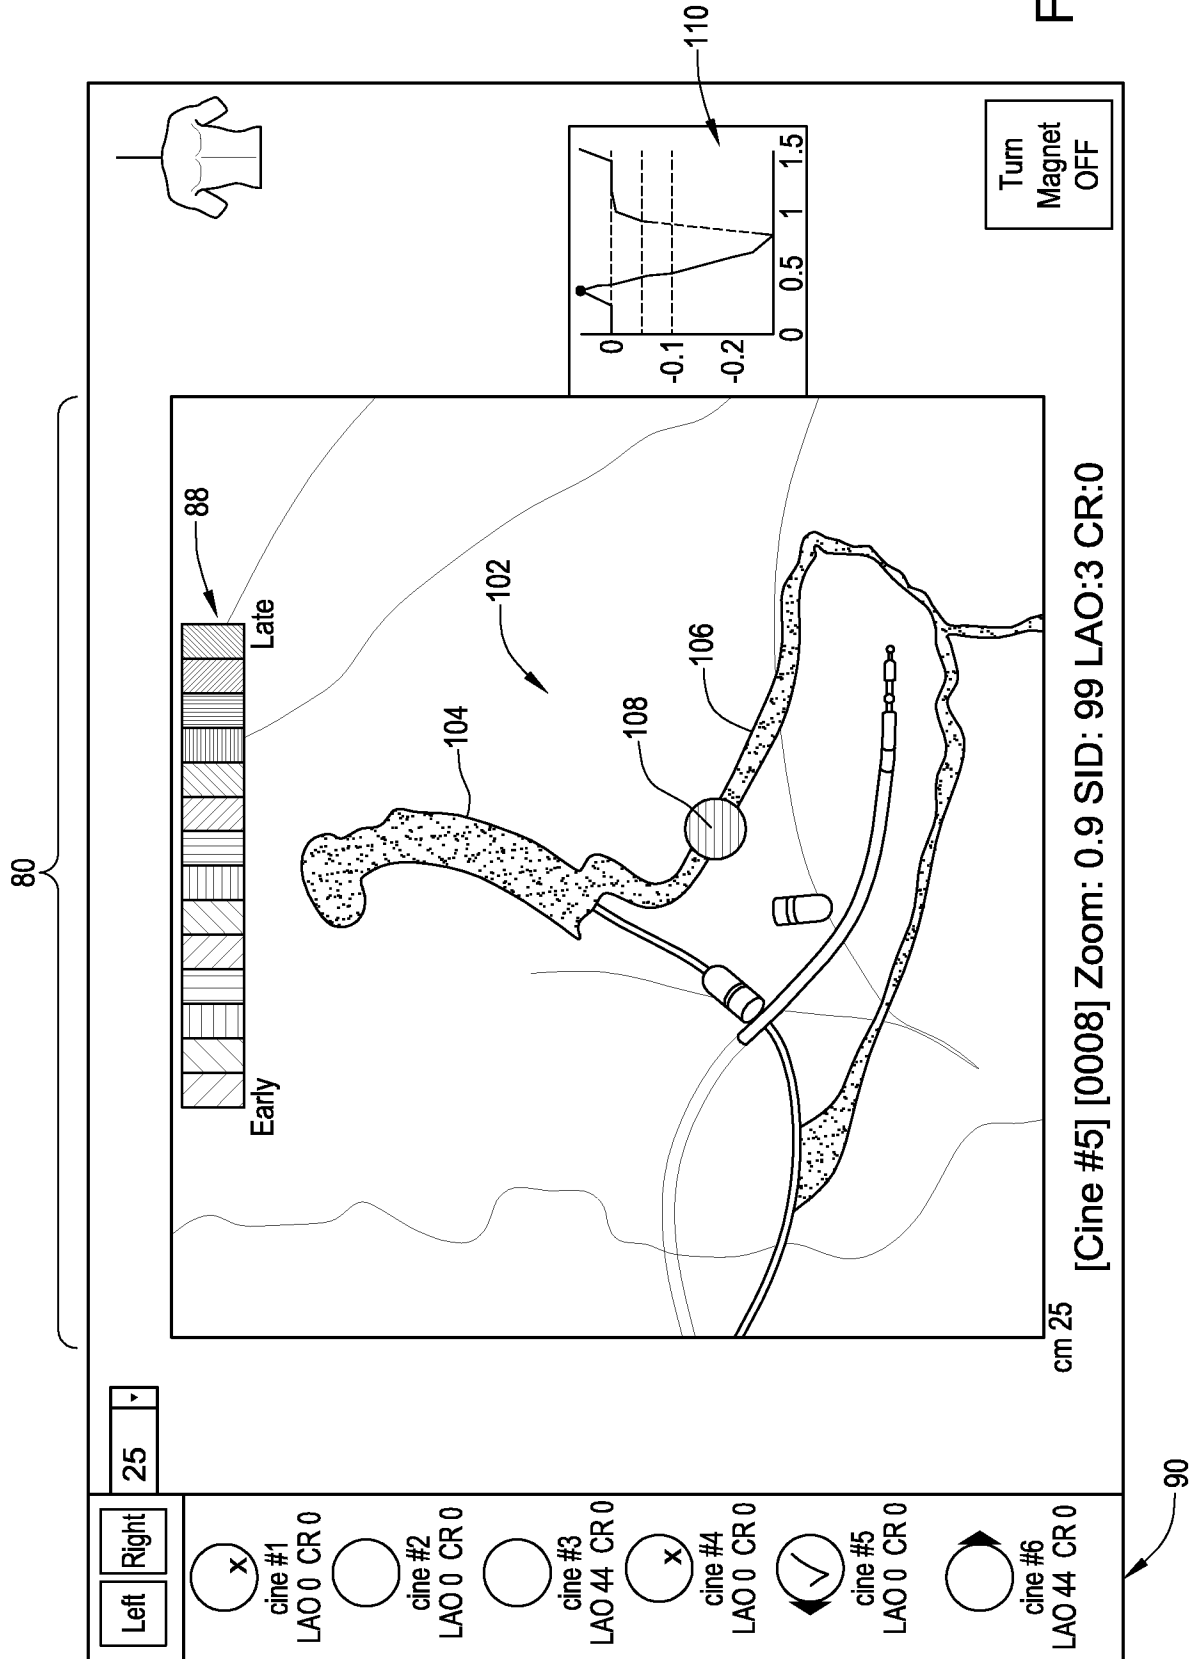 80
Left
Right
25
Early
Late
88
cine #1
LAO 0 CR 0
cine #2
LAO 0 CR 0
cine #3
LAO 44 CR 0
cine #4
LAO 0 CR 0
cine #5
LAO 0 CR 0
cine #6
LAO 44 CR 0
x
x
104
102
108
106
110
0
-0.1
-0.2
0 0.5 1 1.5
Turn
Magnet
OFF
cm 25
[Cine #5] [0008] Zoom: 0.9 SID: 99 LAO:3 CR:0
90
F